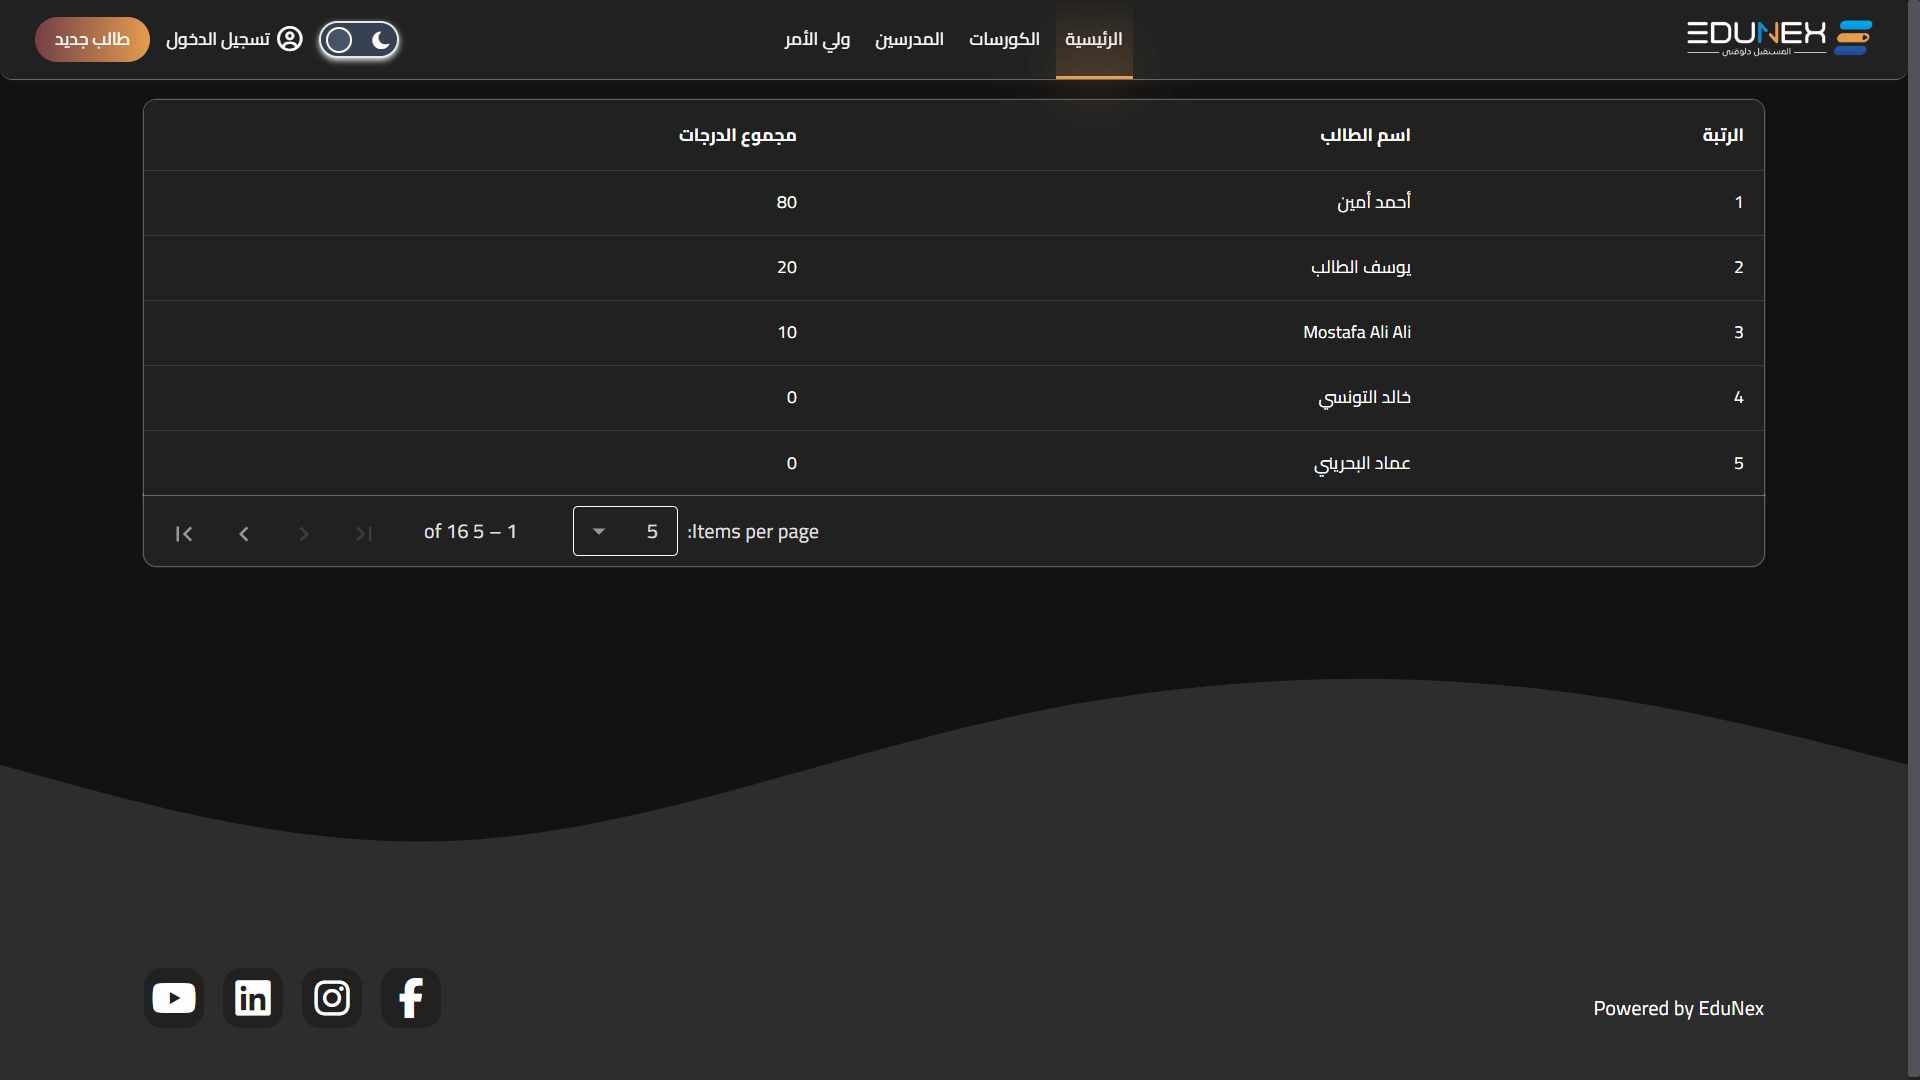 EDUNEX
المستقبل دلوقتي
الرئيسية الكورسات المدرسين ولي الأمر
تسجيل الدخول
طالب جديد
الرتبة اسم الطالب مجموع الدرجات
1 أحمد أمين 80
2 يوسف الطالب 20
3 Mostafa Ali Ali 10
4 خالد التونسي 0
5 عماد البحريني 0
:Items per page 5 of 16 5 – 1
Powered by EduNex